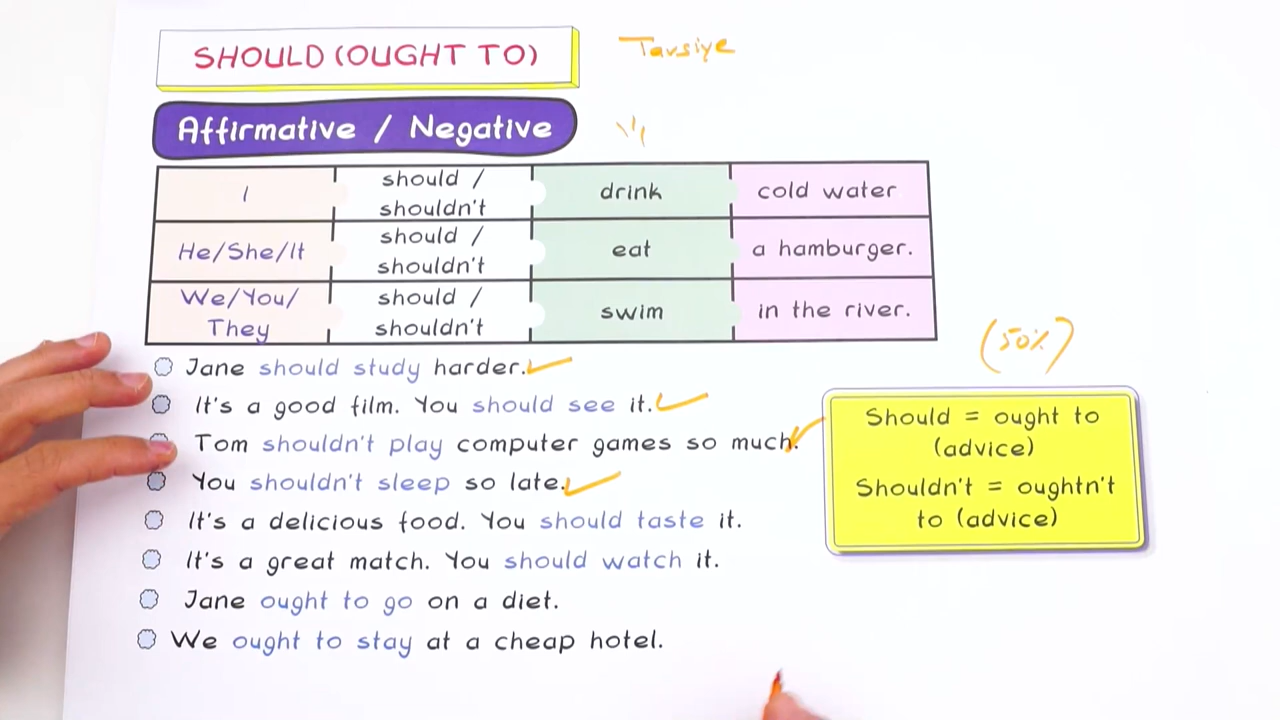 SHOULD (OUGHT TO)
Tavsiye
Affirmative / Negative
I should / shouldn't drink cold water
He/She/It should / shouldn't eat a hamburger.
We/You/They should / shouldn't swim in the river.
(50%)
Jane should study harder.
It's a good film. You should see it.
Tom shouldn't play computer games so much.
You shouldn't sleep so late.
It's a delicious food. You should taste it.
It's a great match. You should watch it.
Jane ought to go on a diet.
We ought to stay at a cheap hotel.
Should = ought to
(advice)
Shouldn't = oughtn't
to (advice)